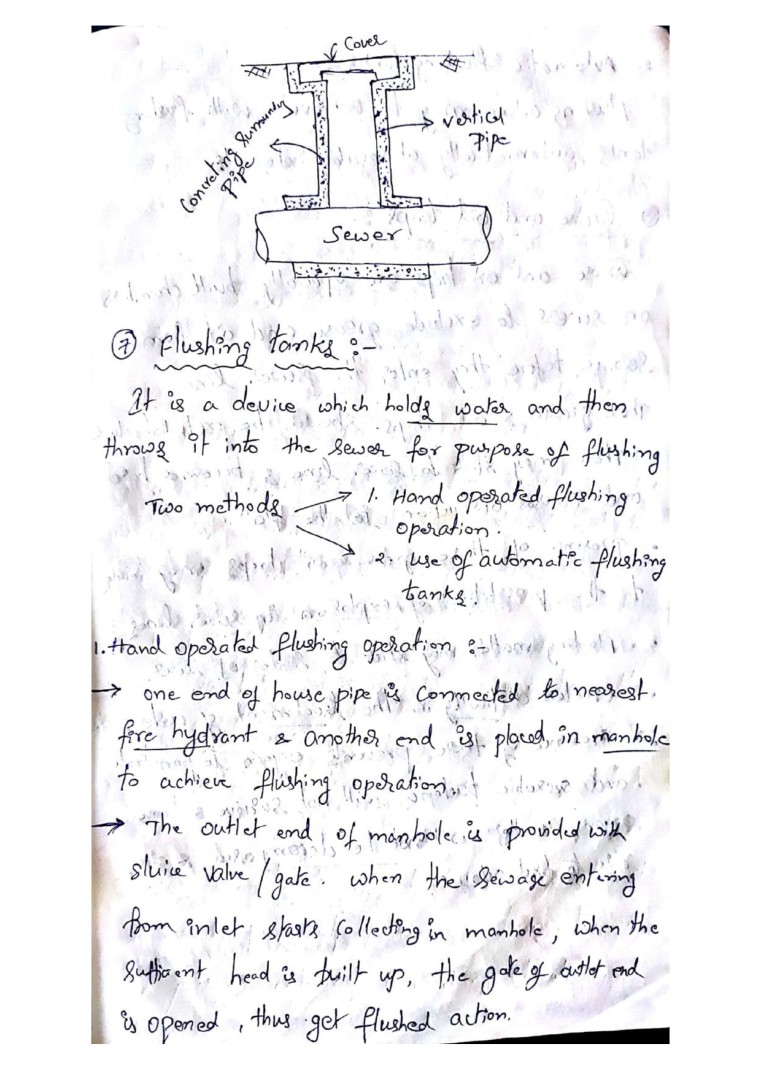 Cover
Concreting Surrounding
pipe
vertical
pipe
Sewer
⑦ Flushing tanks :-
It is a device which holds water and then
throws it into the sewer for purpose of flushing
Two methods → 1. Hand operated flushing
operation.
→ 2. use of automatic flushing
tanks.
1. Hand operated flushing operation :-
→ one end of house pipe is connected to nearest
fire hydrant & another end is placed in manhole
to achieve flushing operation
→ The outlet end of manhole is provided with
sluice valve / gate. when the sewage entering
from inlet starts collecting in manhole, when the
sufficent head is built up, the gate of outlet end
is opened, thus get flushed action.